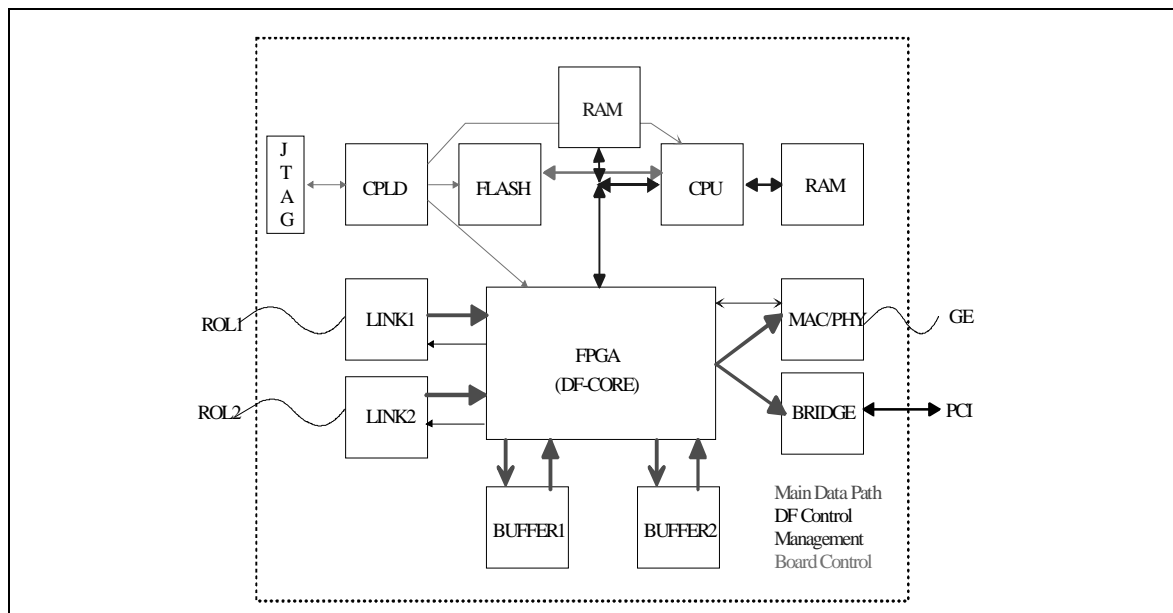 RAM
J
T
A
G
CPLD
FLASH
CPU
RAM
ROL1
LINK1
FPGA
(DF-CORE)
MAC/PHY
GE
ROL2
LINK2
BRIDGE
PCI
BUFFER1
BUFFER2
Main Data Path
DF Control
Management
Board Control